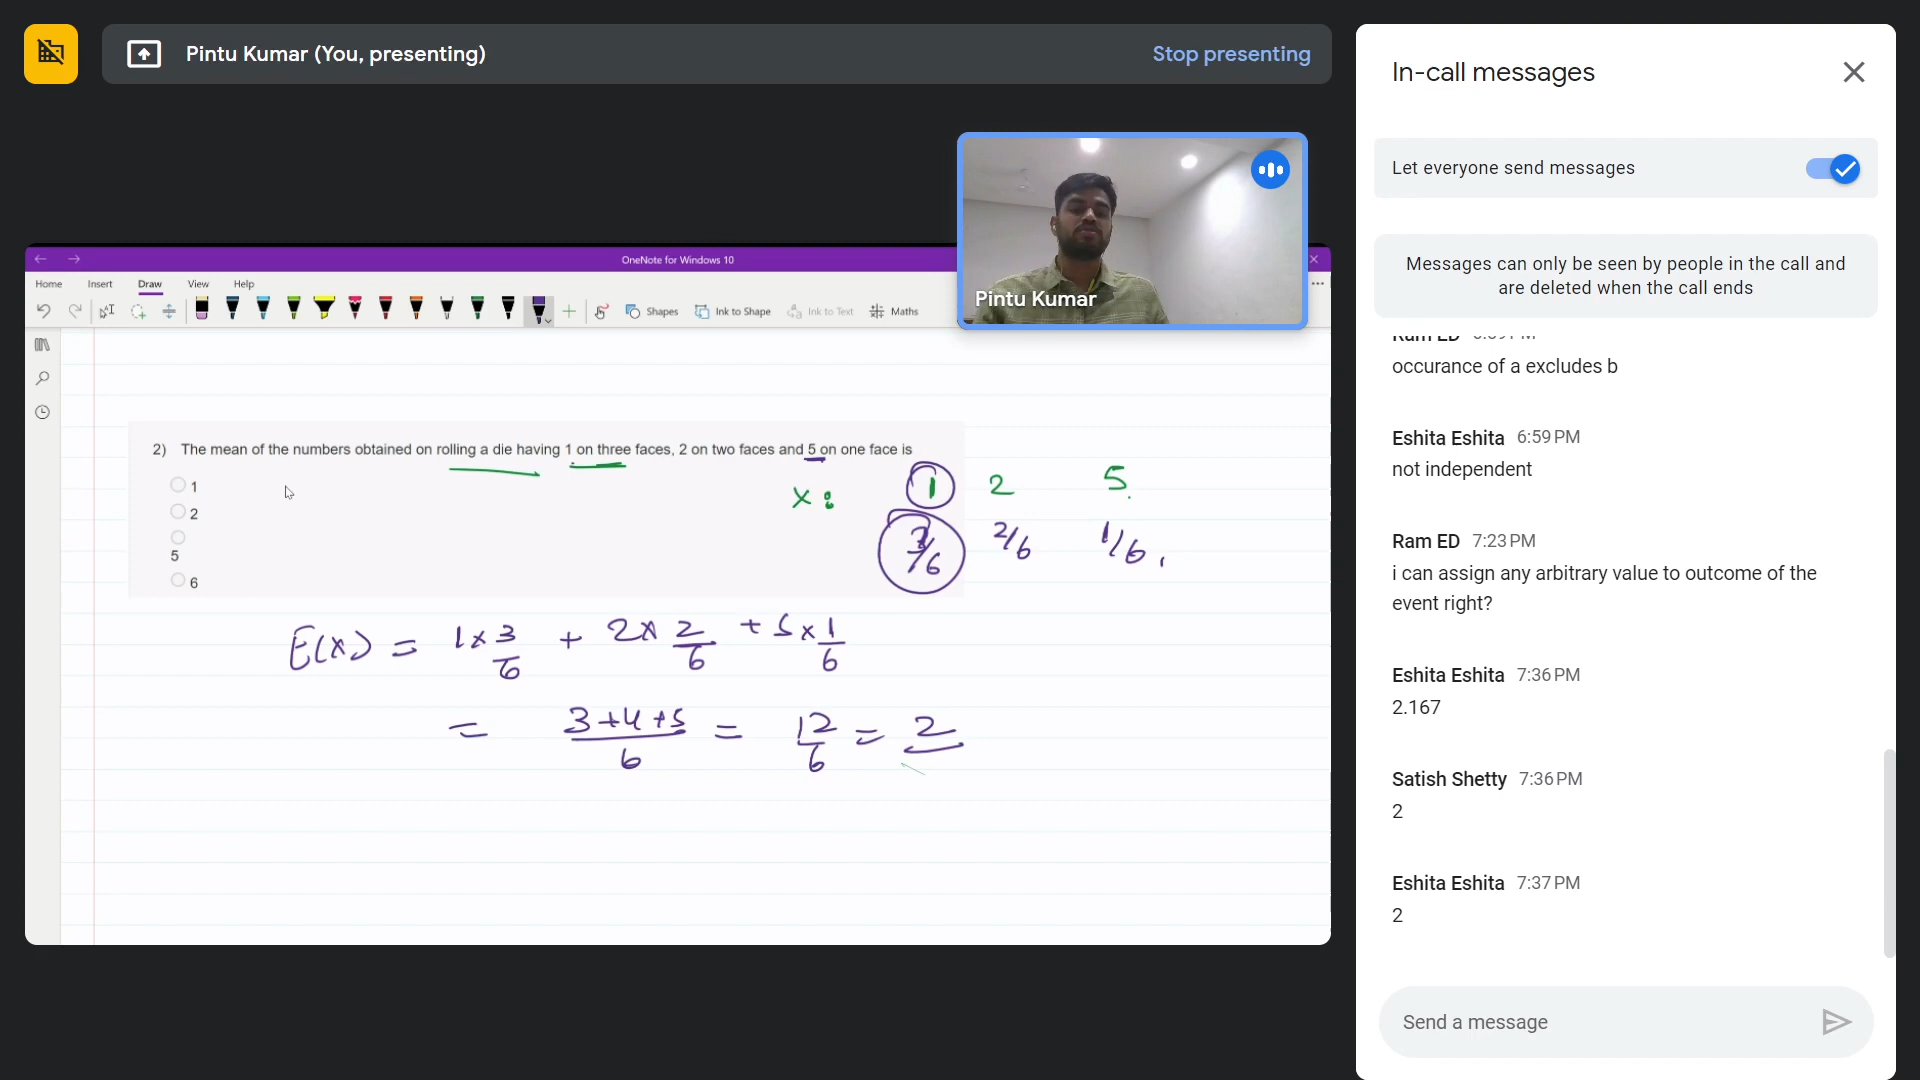 Pintu Kumar (You, presenting)
Stop presenting
In-call messages
Let everyone send messages
Messages can only be seen by people in the call and
are deleted when the call ends
occurance of a excludes b
Eshita Eshita 6:59 PM
not independent
Ram ED 7:23 PM
i can assign any arbitrary value to outcome of the
event right?
Eshita Eshita 7:36 PM
2.167
Satish Shetty 7:36 PM
2
Eshita Eshita 7:37 PM
2
Send a message
Pintu Kumar
OneNote for Windows 10
Home Insert Draw View Help
Shapes Ink to Shape Ink to Text Maths
2) The mean of the numbers obtained on rolling a die having 1 on three faces, 2 on two faces and 5 on one face is
1
2
5
6
x : 1 2 5
3/6 2/6 1/6
E(x) = 1 x 3/6 + 2 x 2/6 + 5 x 1/6
= 3+4+5/6 = 12/6 = 2